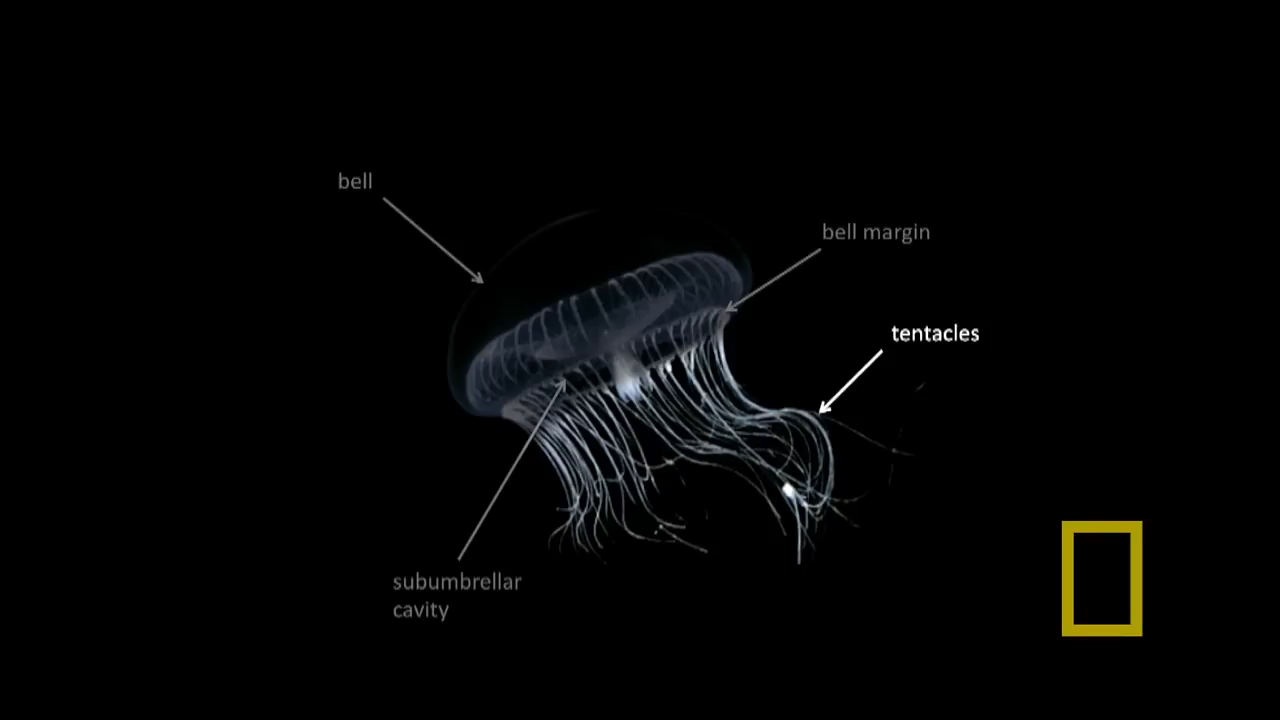 bell
bell margin
tentacles
subumbrellar
cavity